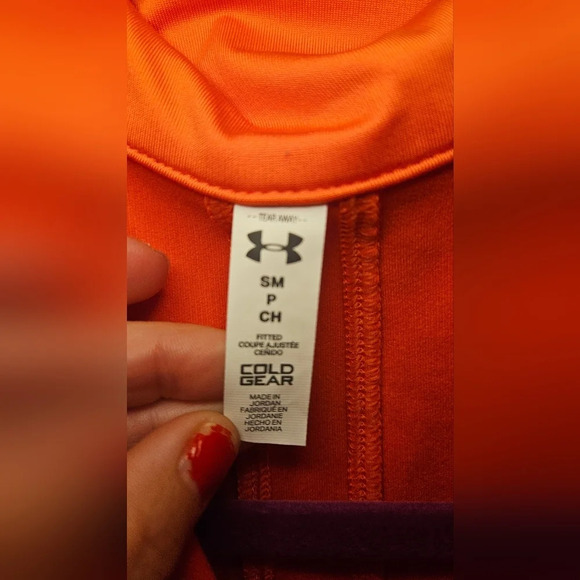 -- TEAR AWAY --
SM
P
CH
FITTED
COUPE AJUSTÉE
CEÑIDO
COLD
GEAR
MADE IN
JORDAN
FABRIQUÉ EN
JORDANIE
HECHO EN
JORDANIA